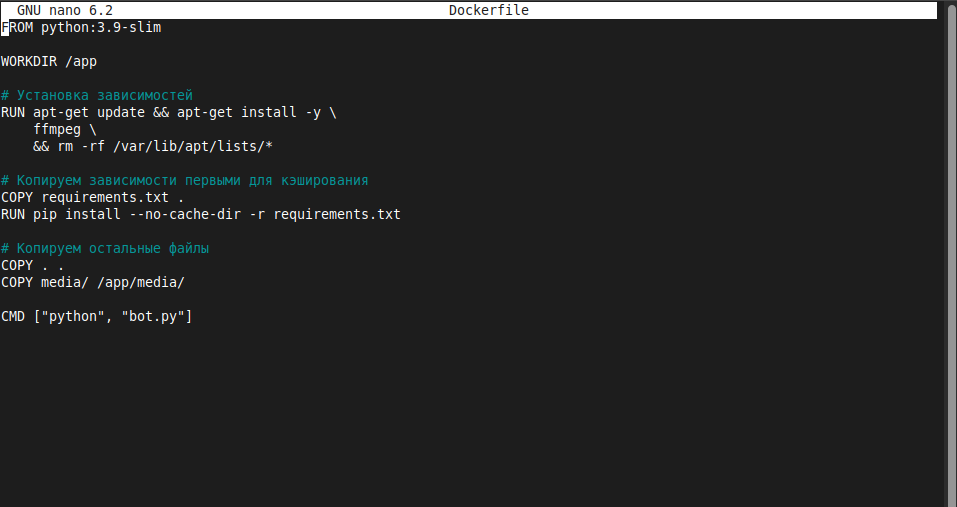 GNU nano 6.2 Dockerfile
FROM python:3.9-slim
WORKDIR /app
# Установка зависимостей
RUN apt-get update && apt-get install -y \
ffmpeg \
&& rm -rf /var/lib/apt/lists/*
# Копируем зависимости первыми для кэширования
COPY requirements.txt .
RUN pip install --no-cache-dir -r requirements.txt
# Копируем остальные файлы
COPY . .
COPY media/ /app/media/
CMD ["python", "bot.py"]